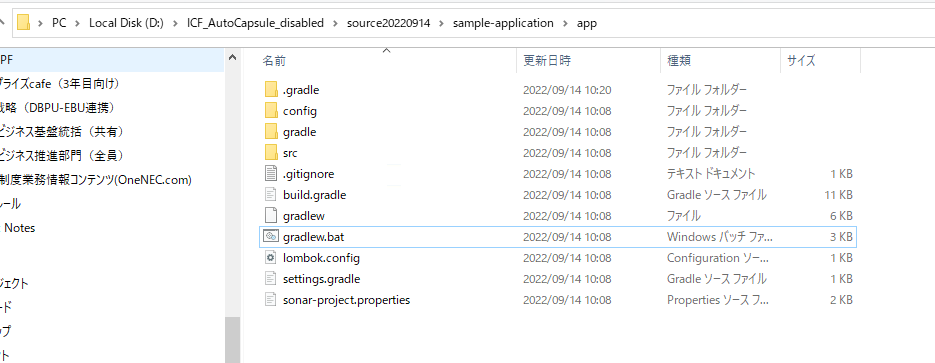 PC > Local Disk (D:) > ICF_AutoCapsule_disabled > source20220914 > sample-application > app
PF
プライズcafe（3年目向け）
戦略（DBPU-EBU連携）
ビジネス基盤統括（共有）
ビジネス推進部門（全員）
制度業務情報コンテンツ(OneNEC.com)
ルール
Notes
ジェクト
ード
ップ
ント
名前 更新日時 種類 サイズ
.gradle 2022/09/14 10:20 ファイル フォルダー
config 2022/09/14 10:08 ファイル フォルダー
gradle 2022/09/14 10:08 ファイル フォルダー
src 2022/09/14 10:08 ファイル フォルダー
.gitignore 2022/09/14 10:08 テキスト ドキュメント 1 KB
build.gradle 2022/09/14 10:08 Gradle ソース ファイル 11 KB
gradlew 2022/09/14 10:08 ファイル 6 KB
gradlew.bat 2022/09/14 10:08 Windows バッチ ファ... 3 KB
lombok.config 2022/09/14 10:08 Configuration ソー... 1 KB
settings.gradle 2022/09/14 10:08 Gradle ソース ファイル 1 KB
sonar-project.properties 2022/09/14 10:08 Properties ソース フ... 2 KB